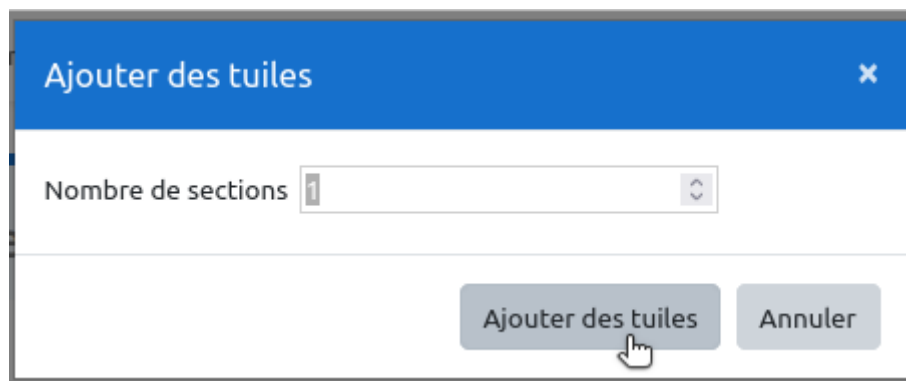 Ajouter des tuiles ×
Nombre de sections 1
Ajouter des tuiles Annuler